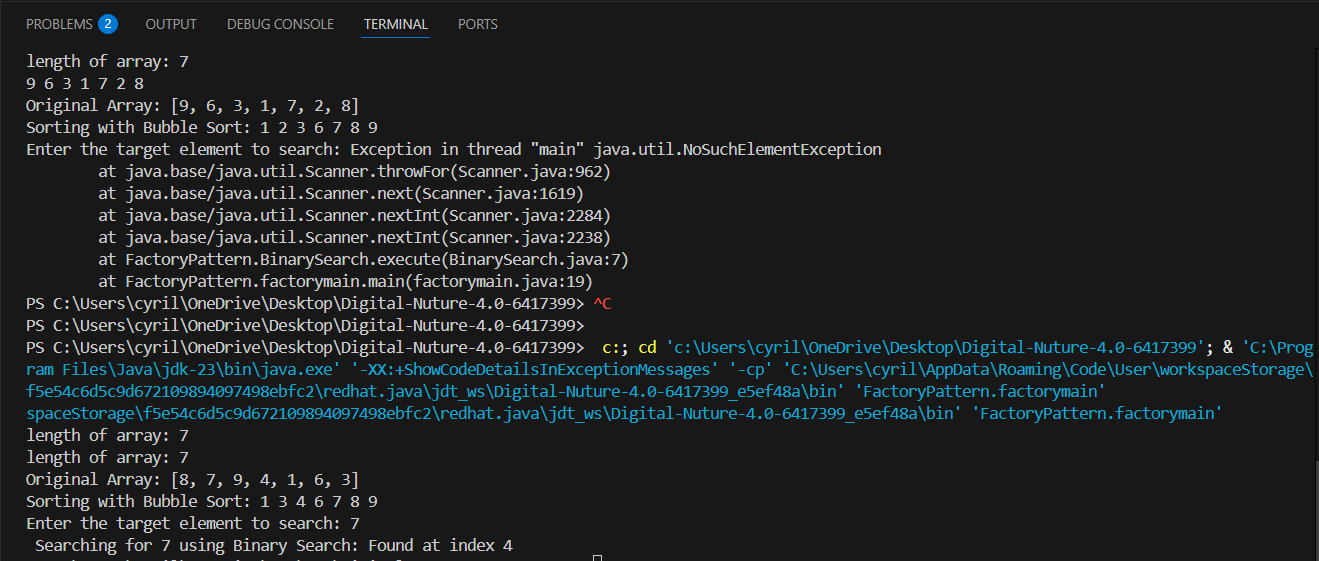 PROBLEMS 2 OUTPUT DEBUG CONSOLE TERMINAL PORTS
length of array: 7
9 6 3 1 7 2 8
Original Array: [9, 6, 3, 1, 7, 2, 8]
Sorting with Bubble Sort: 1 2 3 6 7 8 9
Enter the target element to search: Exception in thread "main" java.util.NoSuchElementException
at java.base/java.util.Scanner.throwFor(Scanner.java:962)
at java.base/java.util.Scanner.next(Scanner.java:1619)
at java.base/java.util.Scanner.nextInt(Scanner.java:2284)
at java.base/java.util.Scanner.nextInt(Scanner.java:2238)
at FactoryPattern.BinarySearch.execute(BinarySearch.java:7)
at FactoryPattern.factorymain.main(factorymain.java:19)
PS C:\Users\cyril\OneDrive\Desktop\Digital-Nuture-4.0-6417399> ^C
PS C:\Users\cyril\OneDrive\Desktop\Digital-Nuture-4.0-6417399>
PS C:\Users\cyril\OneDrive\Desktop\Digital-Nuture-4.0-6417399>  c:; cd 'c:\Users\cyril\OneDrive\Desktop\Digital-Nuture-4.0-6417399'; & 'C:\Prog
ram Files\Java\jdk-23\bin\java.exe' '-XX:+ShowCodeDetailsInExceptionMessages' '-cp' 'C:\Users\cyril\AppData\Roaming\Code\User\workspaceStorage\
f5e54c6d5c9d672109894097498ebfc2\redhat.java\jdt_ws\Digital-Nuture-4.0-6417399_e5ef48a\bin' 'FactoryPattern.factorymain'
spaceStorage\f5e54c6d5c9d672109894097498ebfc2\redhat.java\jdt_ws\Digital-Nuture-4.0-6417399_e5ef48a\bin' 'FactoryPattern.factorymain'
length of array: 7
length of array: 7
Original Array: [8, 7, 9, 4, 1, 6, 3]
Sorting with Bubble Sort: 1 3 4 6 7 8 9
Enter the target element to search: 7
Searching for 7 using Binary Search: Found at index 4